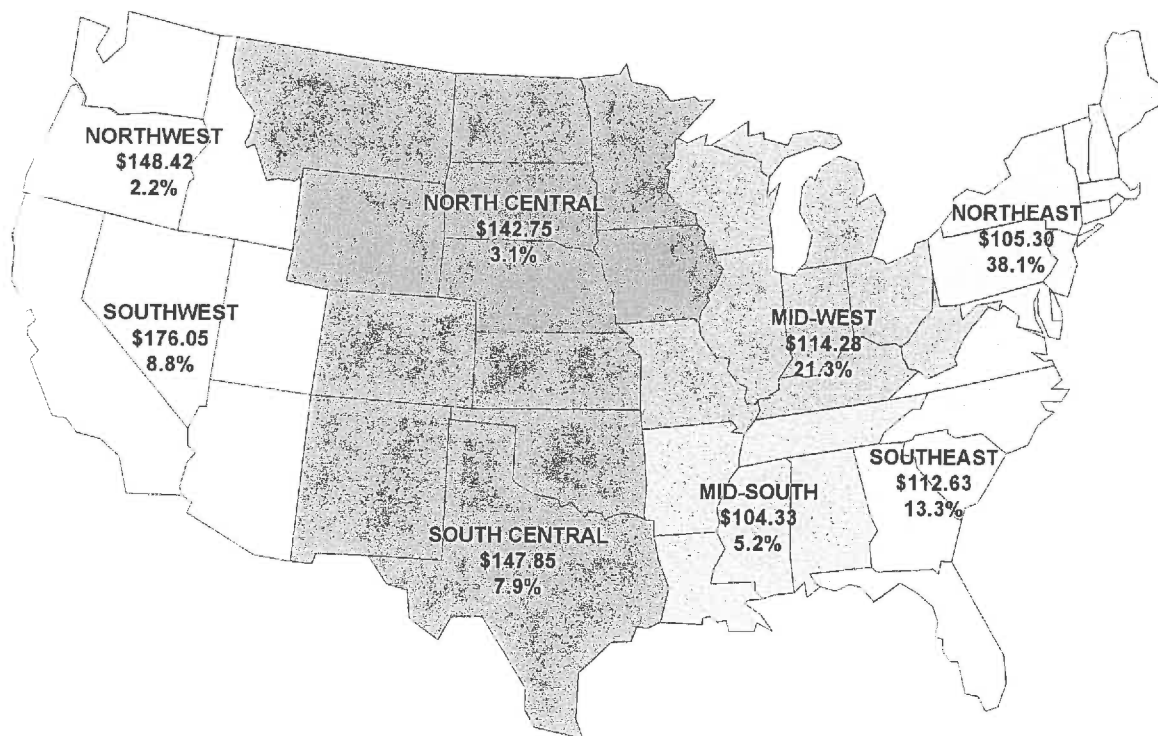 NORTHWEST
$148.42
2.2%
NORTH CENTRAL
$142.75
3.1%
NORTHEAST
$105.30
38.1%
SOUTHWEST
$176.05
8.8%
MID-WEST
$114.28
21.3%
SOUTHEAST
$112.63
13.3%
MID-SOUTH
$104.33
5.2%
SOUTH CENTRAL
$147.85
7.9%